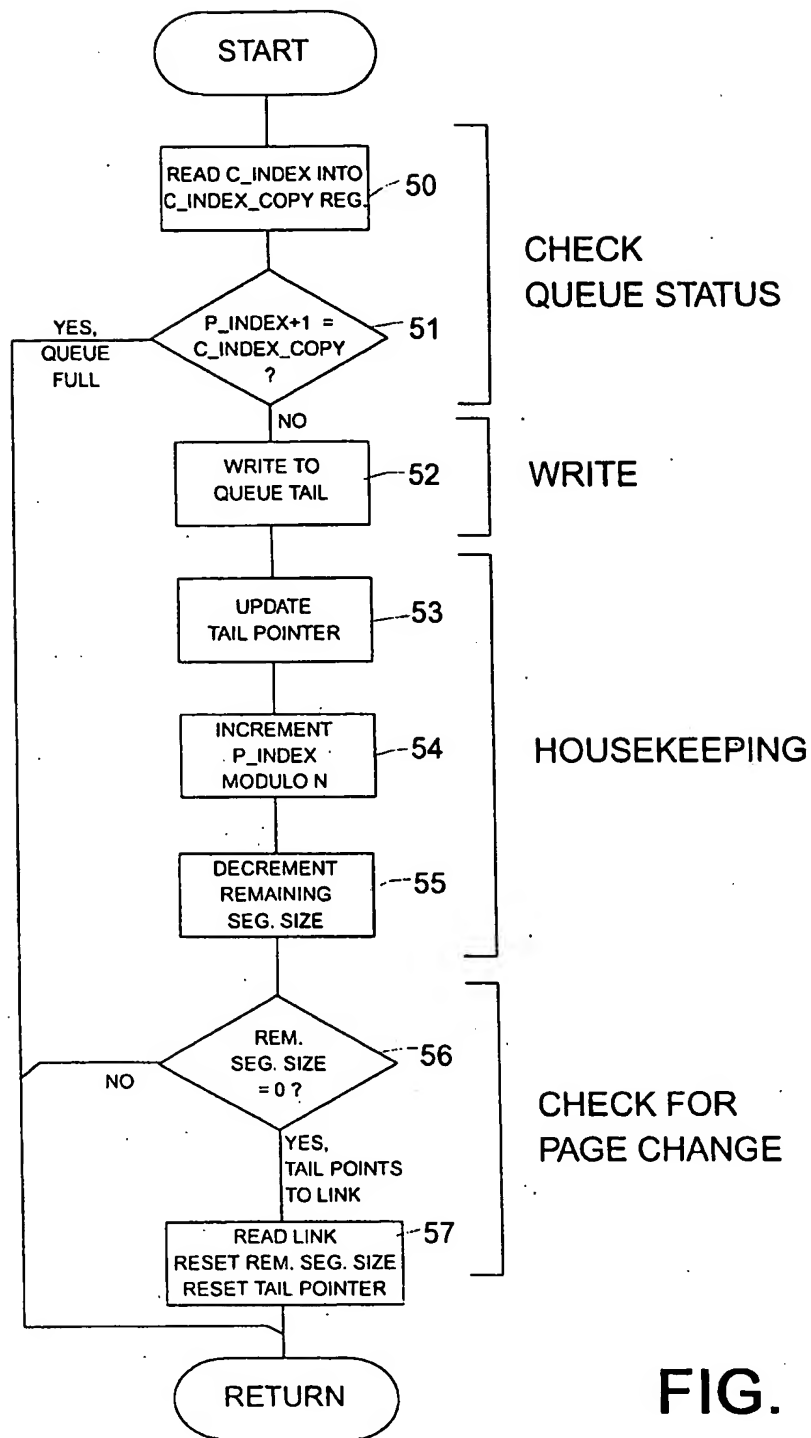 START
READ C_INDEX INTO
C_INDEX_COPY REG.
50
CHECK
QUEUE STATUS
P_INDEX+1 =
C_INDEX_COPY
?
51
YES,
QUEUE
FULL
NO
WRITE TO
QUEUE TAIL
52
WRITE
UPDATE
TAIL POINTER
53
INCREMENT
P_INDEX
MODULO N
54
HOUSEKEEPING
DECREMENT
REMAINING
SEG. SIZE
55
REM.
SEG. SIZE
= 0 ?
56
NO
YES,
TAIL POINTS
TO LINK
CHECK FOR
PAGE CHANGE
READ LINK
RESET REM. SEG. SIZE
RESET TAIL POINTER
57
RETURN
FIG.